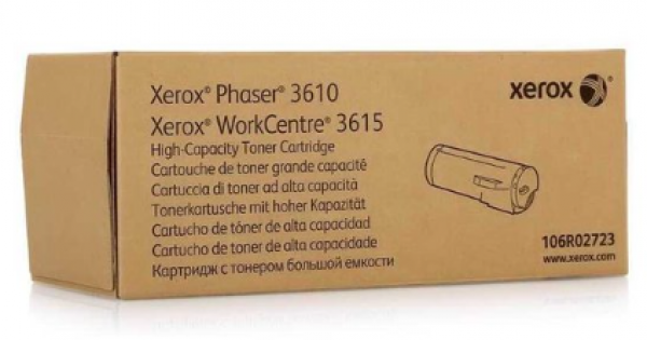 Xerox® Phaser® 3610
Xerox® WorkCentre® 3615
High-Capacity Toner Cartridge
Cartouche de toner grande capacité
Cartuccia di toner ad alta capacità
Tonerkartusche mit hoher Kapazität
Cartucho de tóner de alta capacidad
Cartucho de toner de alta capacidade
Картридж с тонером большой емкости
xerox
106R02723
www.xerox.com